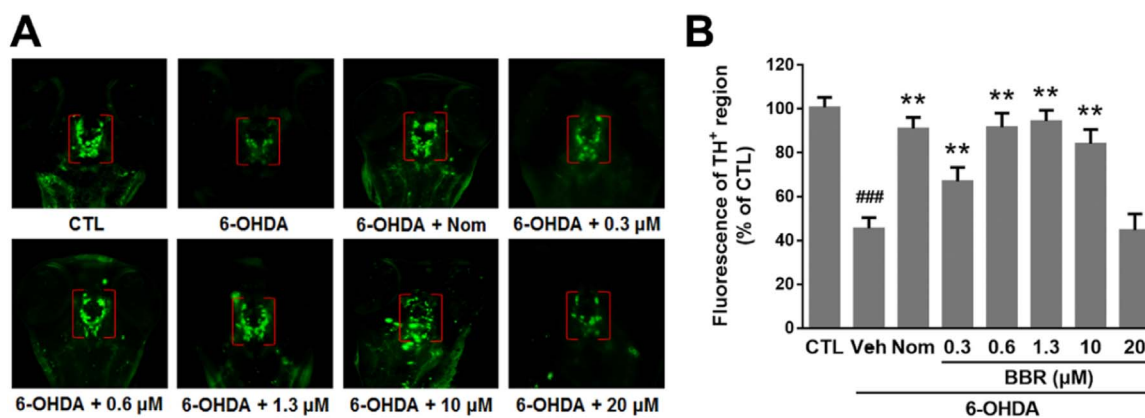 A
CTL
6-OHDA
6-OHDA + Nom
6-OHDA + 0.3 µM
6-OHDA + 0.6 µM
6-OHDA + 1.3 µM
6-OHDA + 10 µM
6-OHDA + 20 µM
B
Fluorescence of TH⁺ region
(% of CTL)
120
100
80
60
40
20
0
###
**
**
**
**
**
CTL Veh Nom 0.3 0.6 1.3 10 20
BBR (µM)
6-OHDA